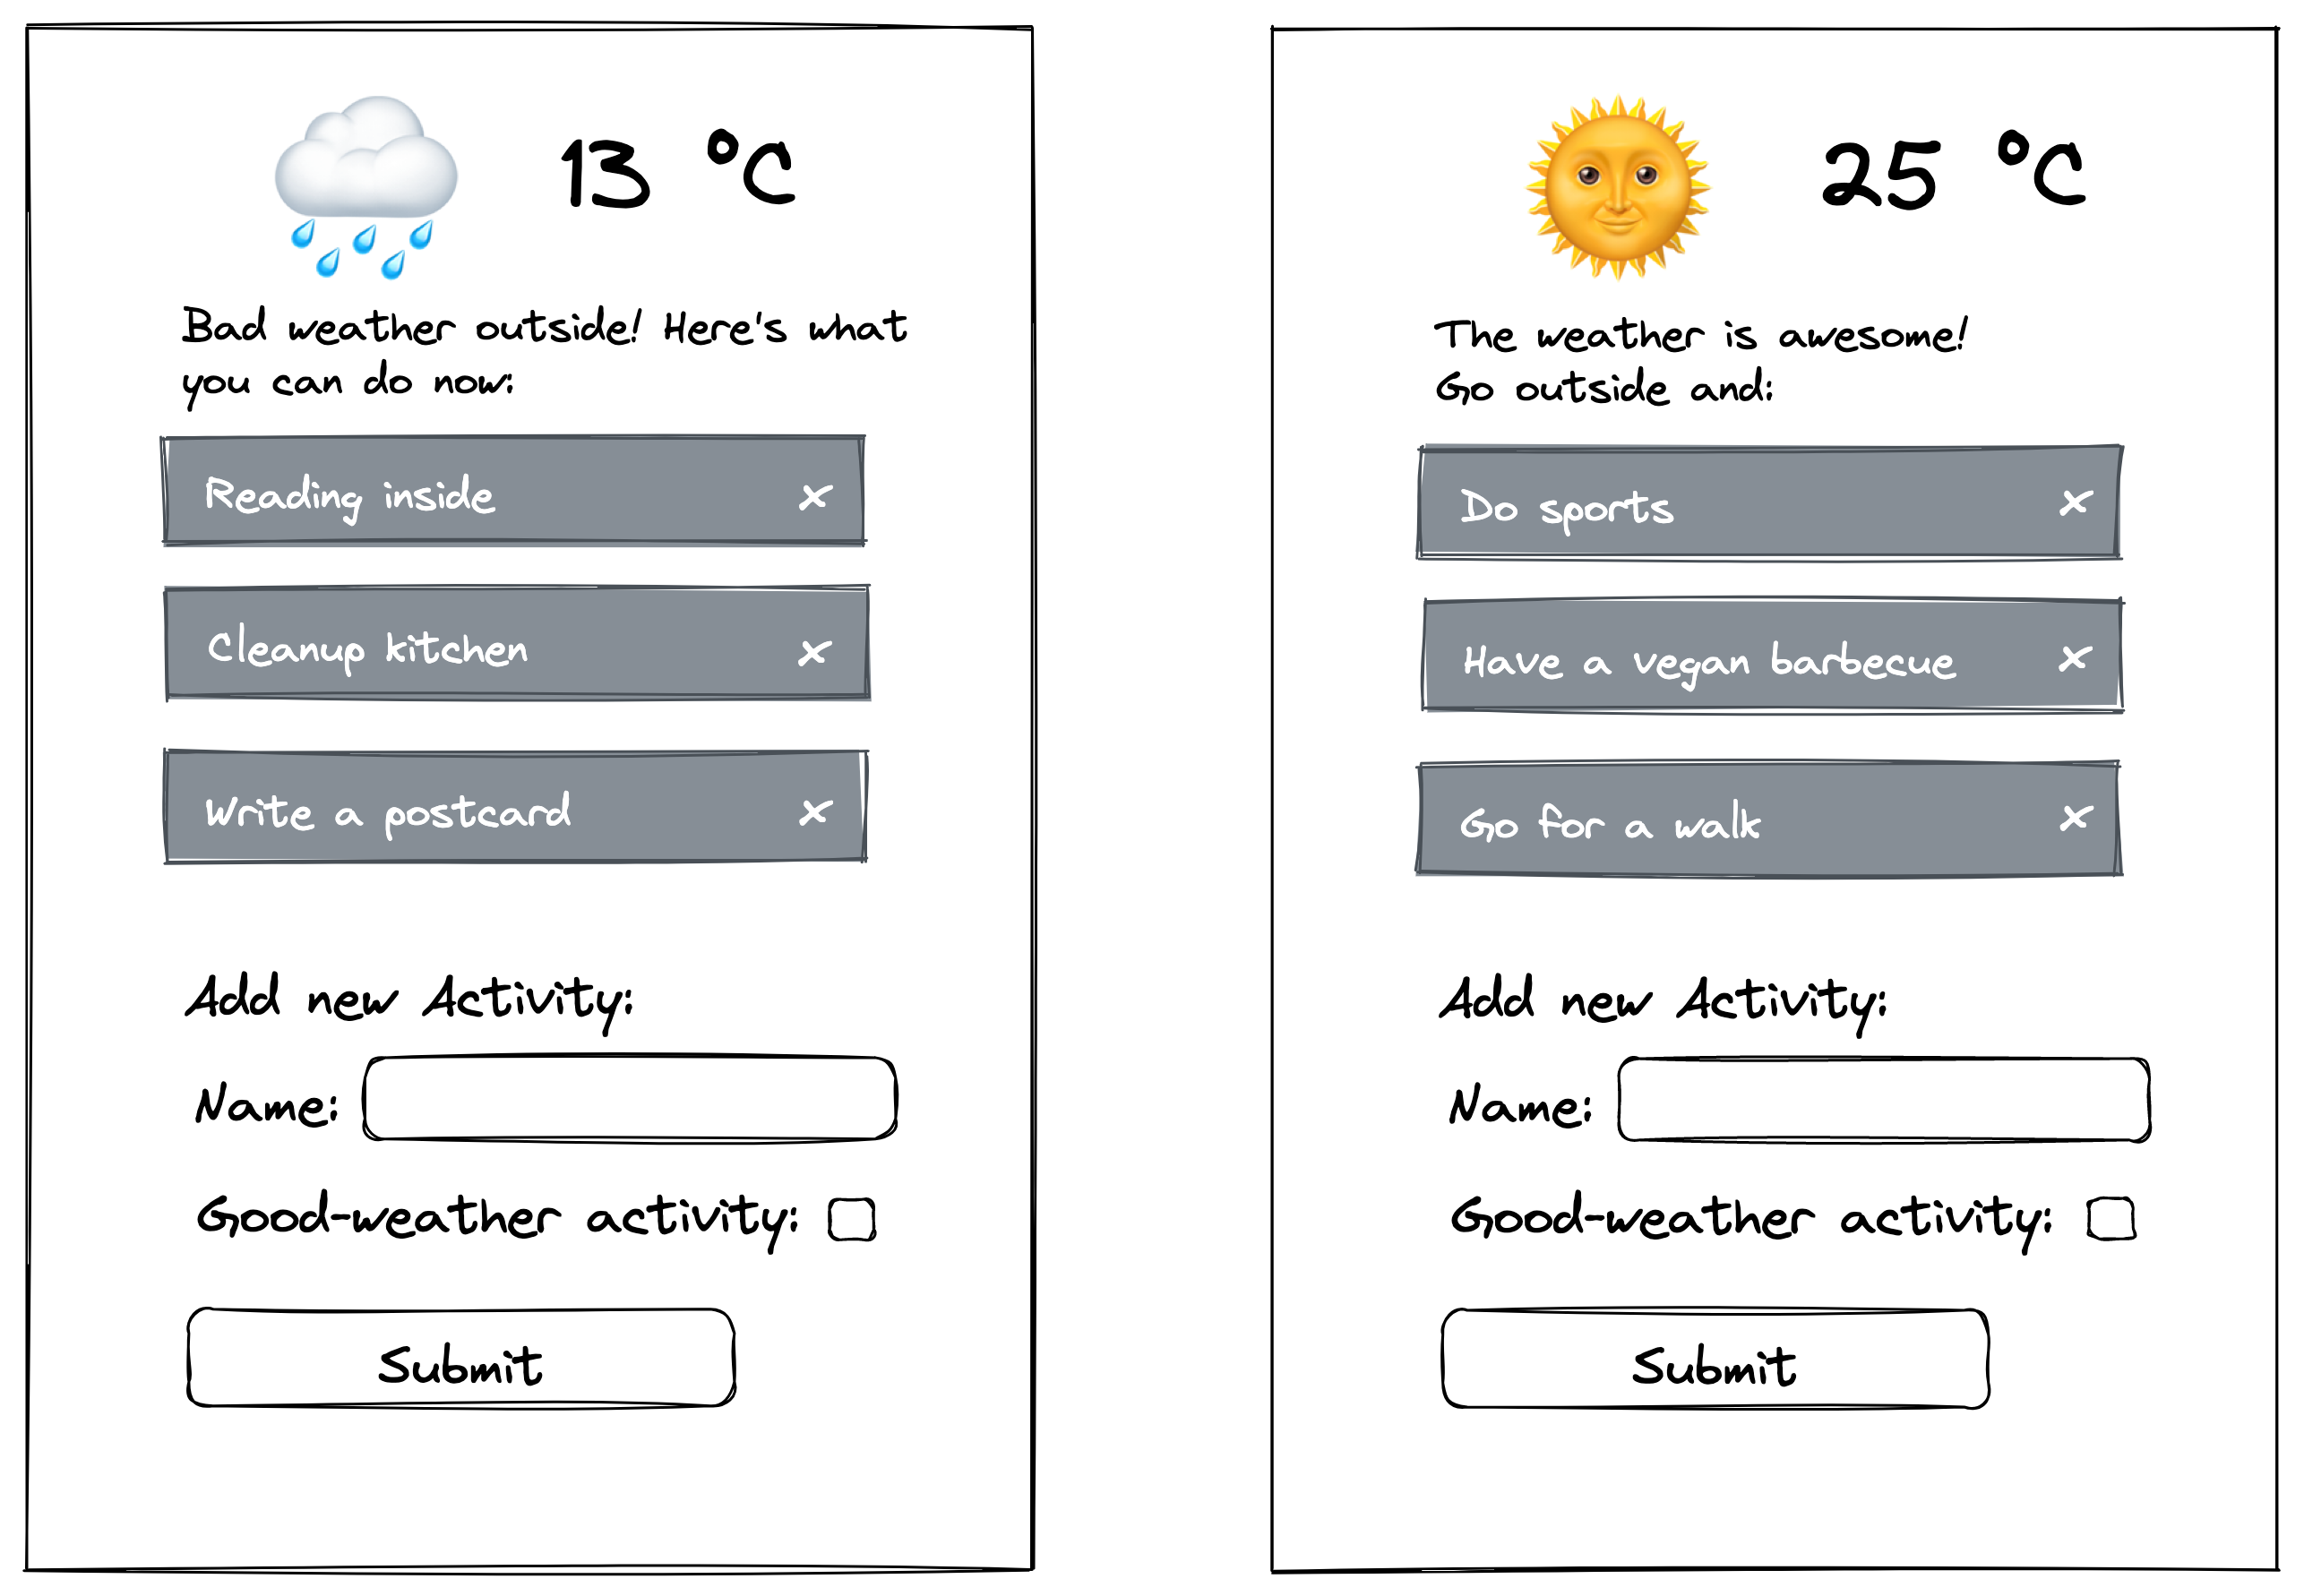 13 °C
Bad weather outside! Here's what
you can do now:
Reading inside x
Cleanup kitchen x
Write a postcard x
Add new Activity:
Name:
Good-weather activity:
Submit
25 °C
The weather is awesome!
Go outside and:
Do sports x
Have a vegan barbecue x
Go for a walk x
Add new Activity:
Name:
Good-weather activity:
Submit